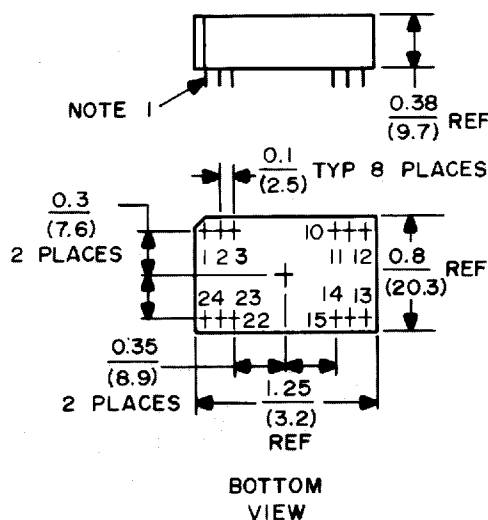 NOTE 1
0.38
(9.7)
REF
0.1
(2.5)
TYP 8 PLACES
0.3
(7.6)
2 PLACES
10
1 2 3
11 12
0.8
(20.3)
REF
24 23
14 13
22
15
0.35
(8.9)
2 PLACES
1.25
(3.2)
REF
BOTTOM
VIEW